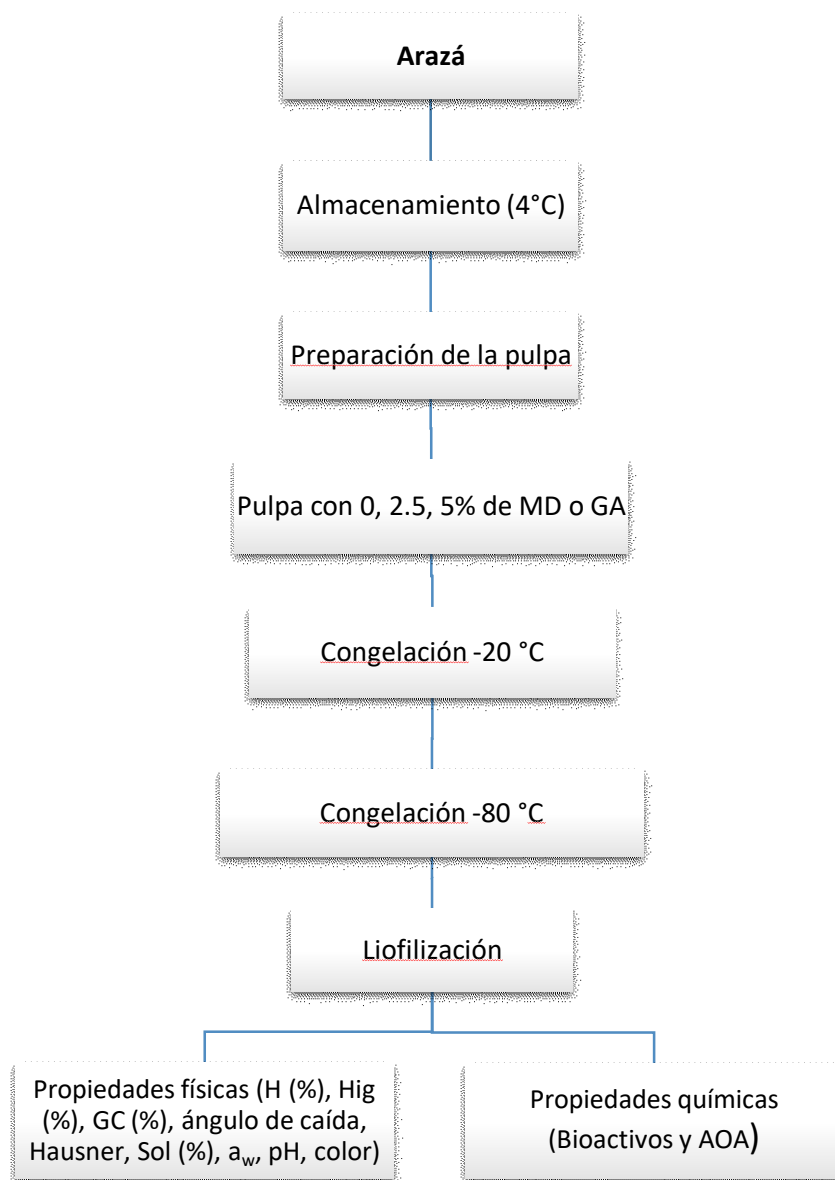 Arazá
Almacenamiento (4°C)
Preparación de la pulpa
Pulpa con 0, 2.5, 5% de MD o GA
Congelación -20 °C
Congelación -80 °C
Liofilización
Propiedades físicas (H (%), Hig
(%), GC (%), ángulo de caída,
Hausner, Sol (%), aw, pH, color)
Propiedades químicas
(Bioactivos y AOA)